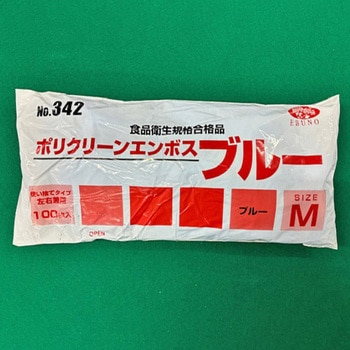 No.342
EBUNO
食品衛生規格合格品
ポリクリーンエンボス ブルー
使い捨てタイプ
左右兼用
100枚入
ブルー
SIZE
M
OPEN